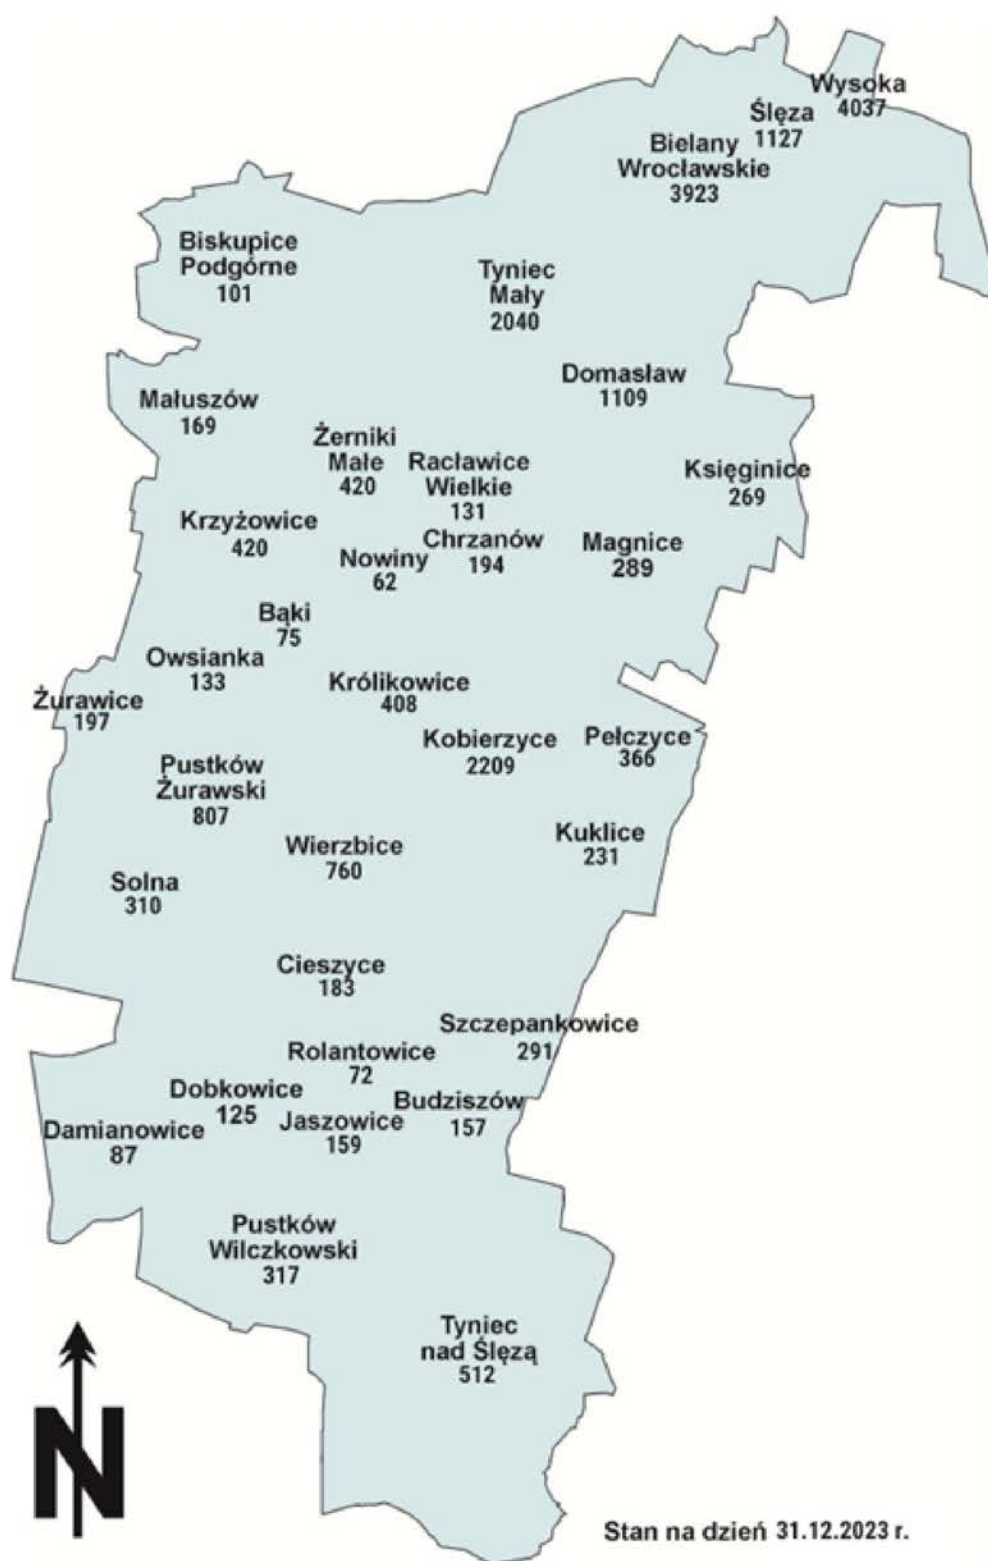 Wysoka
4037
Ślęza
1127
Bielany
Wrocławskie
3923
Biskupice
Podgórne
101
Tyniec
Mały
2040
Domasław
1109
Małuszów
169
Żerniki
Małe
420
Racławice
Wielkie
131
Księginice
269
Krzyżowice
420
Chrzanów
194
Magnice
289
Nowiny
62
Bąki
75
Owsianka
133
Królikowice
408
Żurawice
197
Kobierzyce
2209
Pełczyce
366
Pustków
Żurawski
807
Kuklice
231
Wierzbice
760
Solna
310
Cieszyce
183
Szczepankowice
291
Rolantowice
72
Dobkowice
125
Budziszów
157
Jaszowice
159
Damianowice
87
Pustków
Wilczkowski
317
Tyniec
nad Ślęzą
512
N
Stan na dzień 31.12.2023 r.